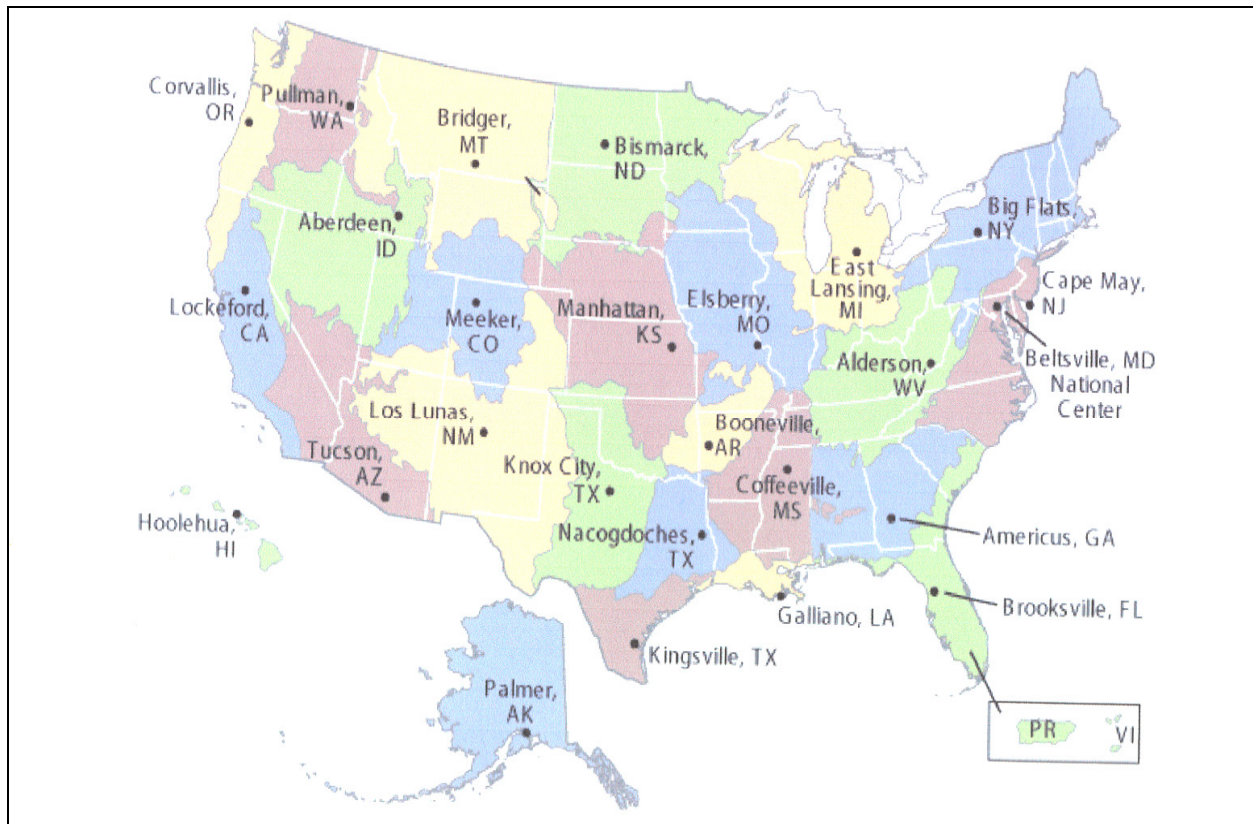 Corvallis,
OR
Pullman,
WA
Bridger,
MT
Bismarck,
ND
Aberdeen,
ID
Big Flats,
NY
East
Lansing,
MI
Lockeford,
CA
Meeker,
CO
Manhattan,
KS
Elsberry,
MO
Cape May,
NJ
Alderson,
WV
Beltsville, MD
National
Center
Los Lunas,
NM
Booneville,
AR
Tucson,
AZ
Knox City,
TX
Coffeeville,
MS
Hoolehua,
HI
Nacogdoches,
TX
Americus, GA
Galliano, LA
Brooksville, FL
Kingsville, TX
Palmer,
AK
PR
VI